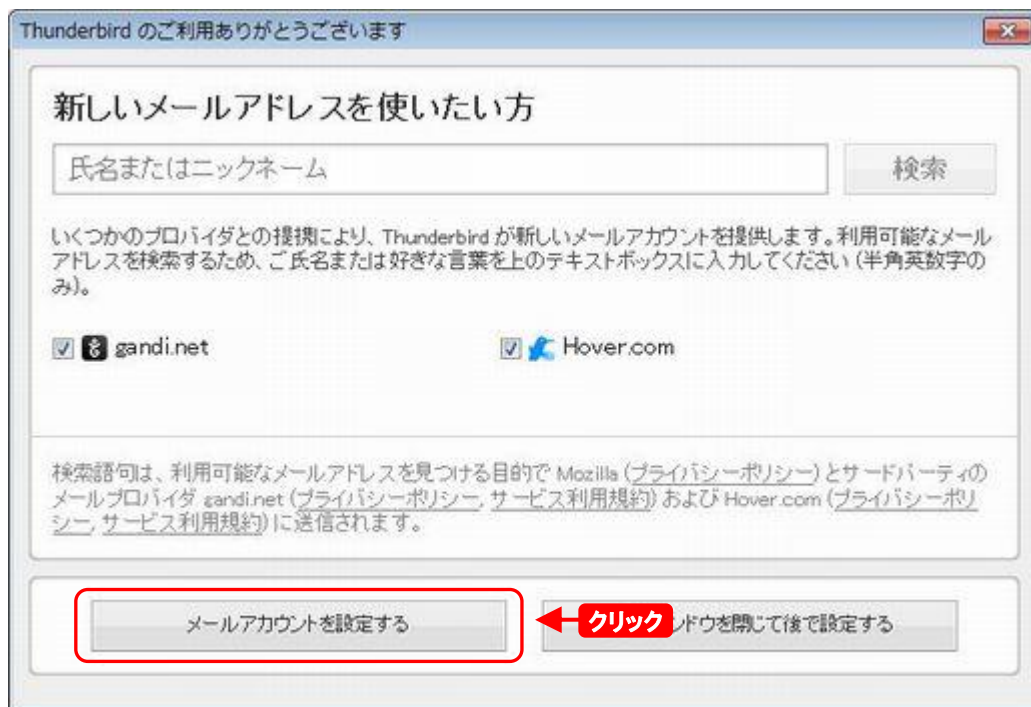 Thunderbird のご利用ありがとうございます
新しいメールアドレスを使いたい方
氏名またはニックネーム
検索
いくつかのプロバイダとの提携により、Thunderbird が新しいメールアカウントを提供します。利用可能なメール
アドレスを検索するため、ご氏名または好きな言葉を上のテキストボックスに入力してください (半角英数字の
み)。
gandi.net
Hover.com
検索語句は、利用可能なメールアドレスを見つける目的で Mozilla (プライバシーポリシー) とサードパーティの
メールプロバイダ gandi.net (プライバシーポリシー, サービス利用規約) および Hover.com (プライバシーポリ
シー, サービス利用規約) に送信されます。
メールアカウントを設定する
クリック
ンドウを閉じて後で設定する